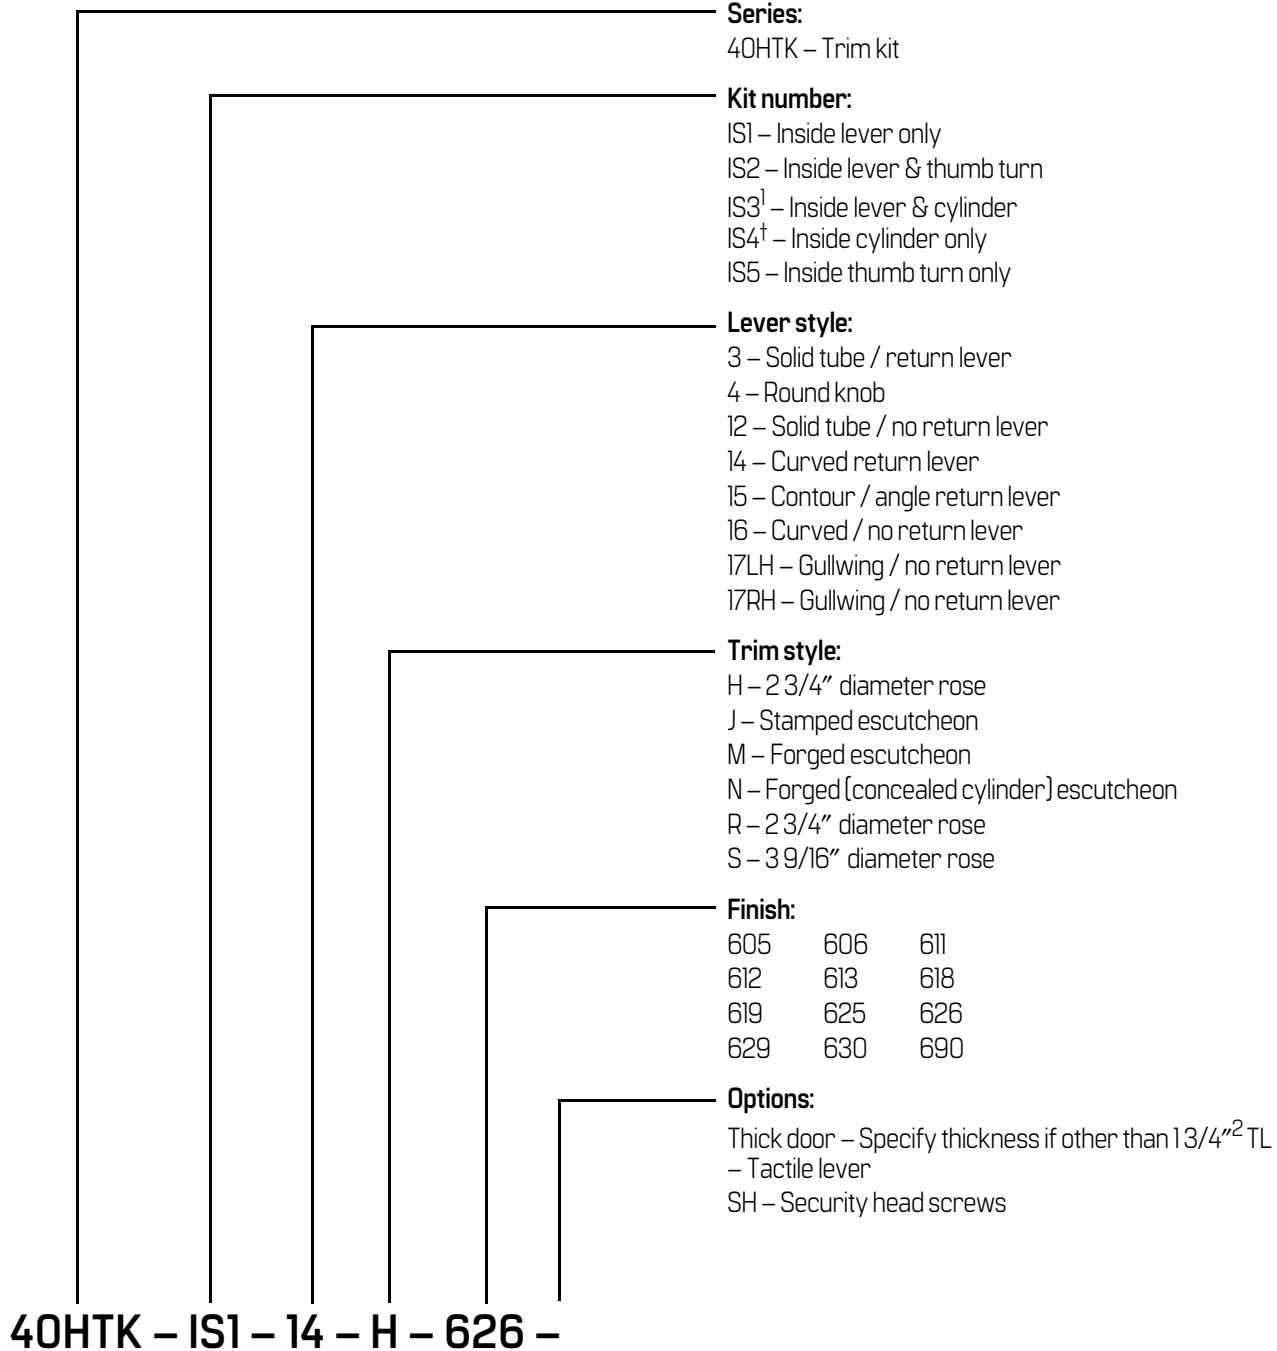 Series:
40HTK – Trim kit
Kit number:
IS1 – Inside lever only
IS2 – Inside lever & thumb turn
IS3¹ – Inside lever & cylinder
IS4† – Inside cylinder only
IS5 – Inside thumb turn only
Lever style:
3 – Solid tube / return lever
4 – Round knob
12 – Solid tube / no return lever
14 – Curved return lever
15 – Contour / angle return lever
16 – Curved / no return lever
17LH – Gullwing / no return lever
17RH – Gullwing / no return lever
Trim style:
H – 2 3/4″ diameter rose
J – Stamped escutcheon
M – Forged escutcheon
N – Forged (concealed cylinder) escutcheon
R – 2 3/4″ diameter rose
S – 3 9/16″ diameter rose
Finish:
605 606 611
612 613 618
619 625 626
629 630 690
Options:
Thick door – Specify thickness if other than 1 3/4″² TL
– Tactile lever
SH – Security head screws
40HTK – IS1 – 14 – H – 626 –